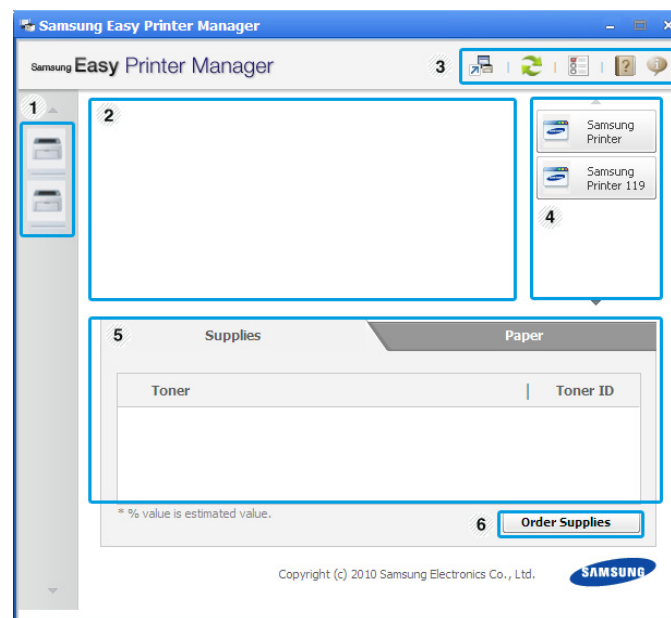 Samsung Easy Printer Manager
Samsung Easy Printer Manager
3
1
2
Samsung
Printer
Samsung
Printer 119
4
5
Supplies
Paper
Toner
Toner ID
* % value is estimated value.
6
Order Supplies
Copyright (c) 2010 Samsung Electronics Co., Ltd.
SAMSUNG